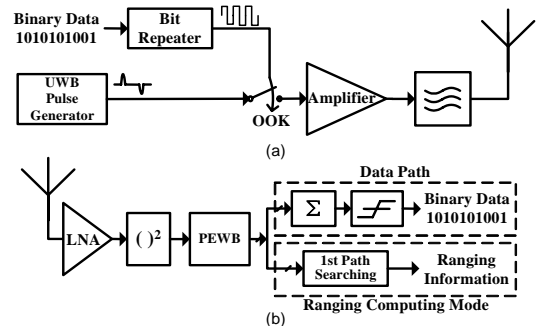 Binary Data
1010101001
Bit
Repeater
UWB
Pulse
Generator
OOK
Amplifier
(a)
Data Path
LNA
( )²
PEWB
Σ
Binary Data
1010101001
1st Path
Searching
Ranging
Information
Ranging Computing Mode
(b)